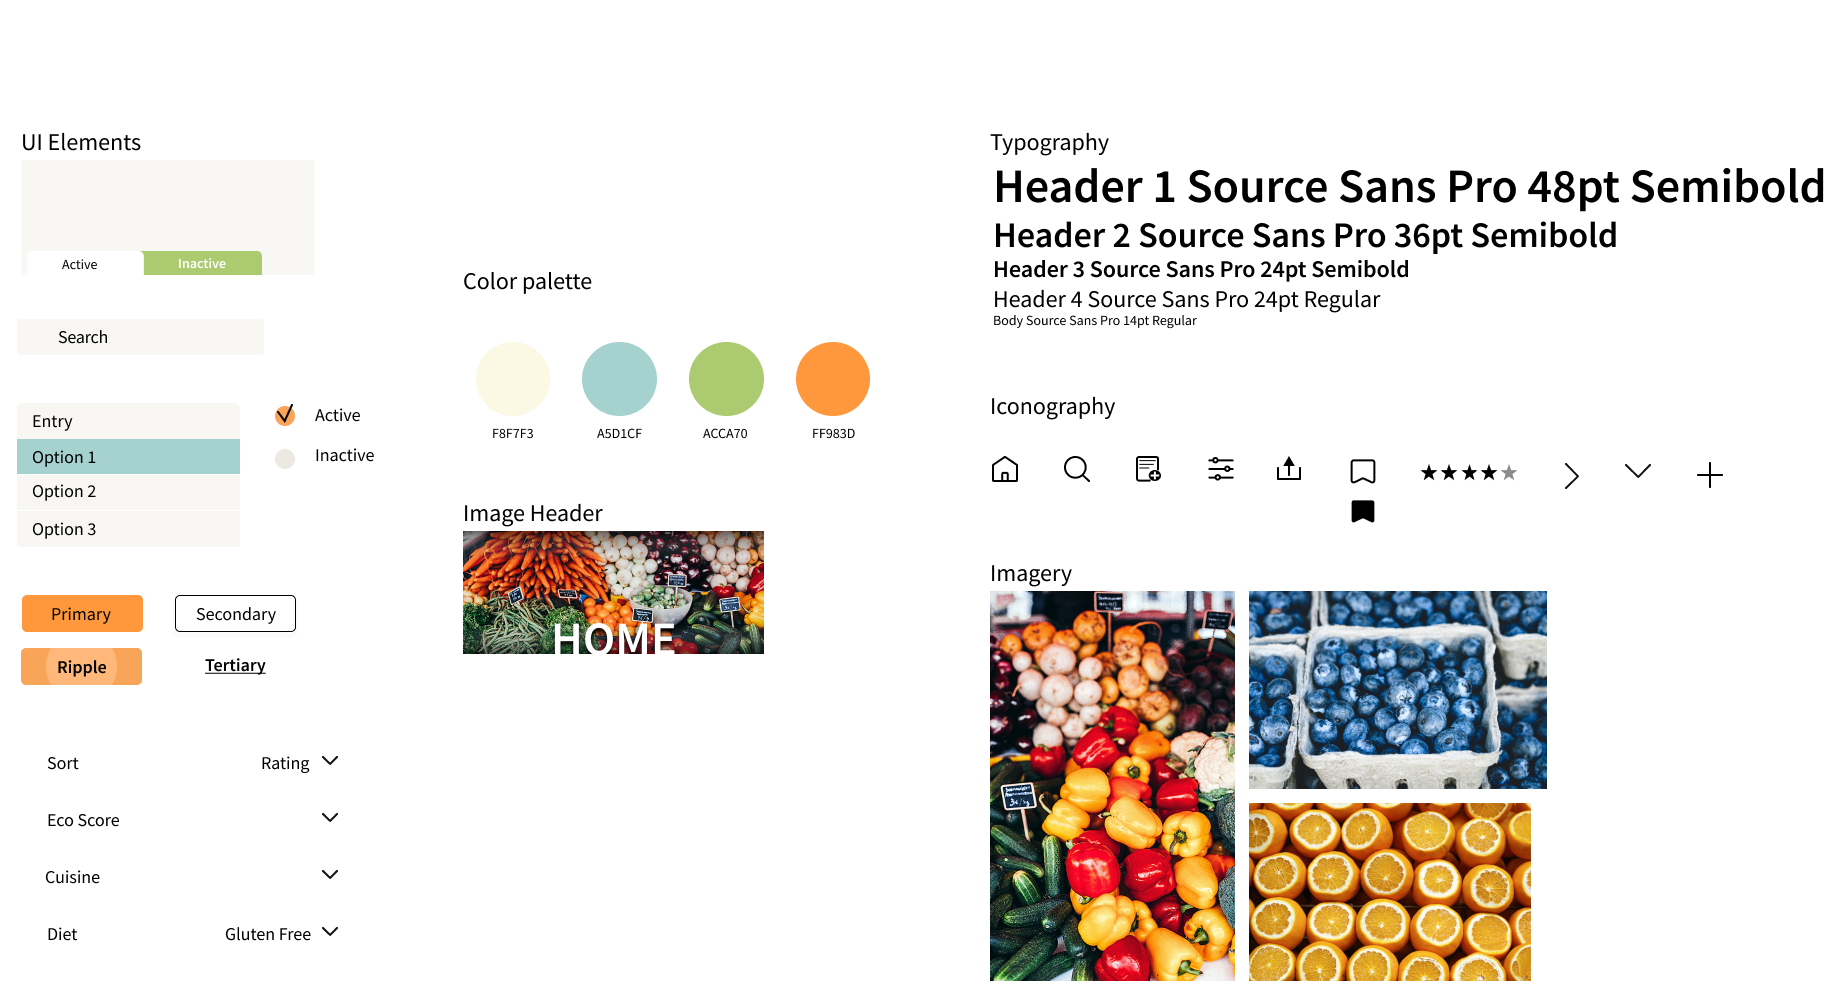 UI Elements
Active
Inactive
Search
Entry
Option 1
Option 2
Option 3
Active
Inactive
Primary
Secondary
Ripple
Tertiary
Sort
Rating
Eco Score
Cuisine
Diet
Gluten Free
Color palette
F8F7F3
A5D1CF
ACCA70
FF983D
Image Header
HOME
Typography
Header 1 Source Sans Pro 48pt Semibold
Header 2 Source Sans Pro 36pt Semibold
Header 3 Source Sans Pro 24pt Semibold
Header 4 Source Sans Pro 24pt Regular
Body Source Sans Pro 14pt Regular
Iconography
Imagery